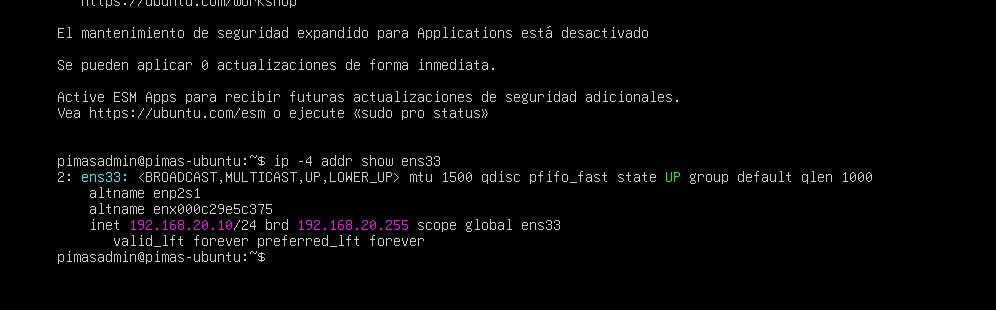 https://ubuntu.com/workshop
El mantenimiento de seguridad expandido para Applications está desactivado
Se pueden aplicar 0 actualizaciones de forma inmediata.
Active ESM Apps para recibir futuras actualizaciones de seguridad adicionales.
Vea https://ubuntu.com/esm o ejecute «sudo pro status»
pimasadmin@pimas-ubuntu:~$ ip -4 addr show ens33
2: ens33: <BROADCAST,MULTICAST,UP,LOWER_UP> mtu 1500 qdisc pfifo_fast state UP group default qlen 1000
altname enp2s1
altname enx000c29e5c375
inet 192.168.20.10/24 brd 192.168.20.255 scope global ens33
valid_lft forever preferred_lft forever
pimasadmin@pimas-ubuntu:~$